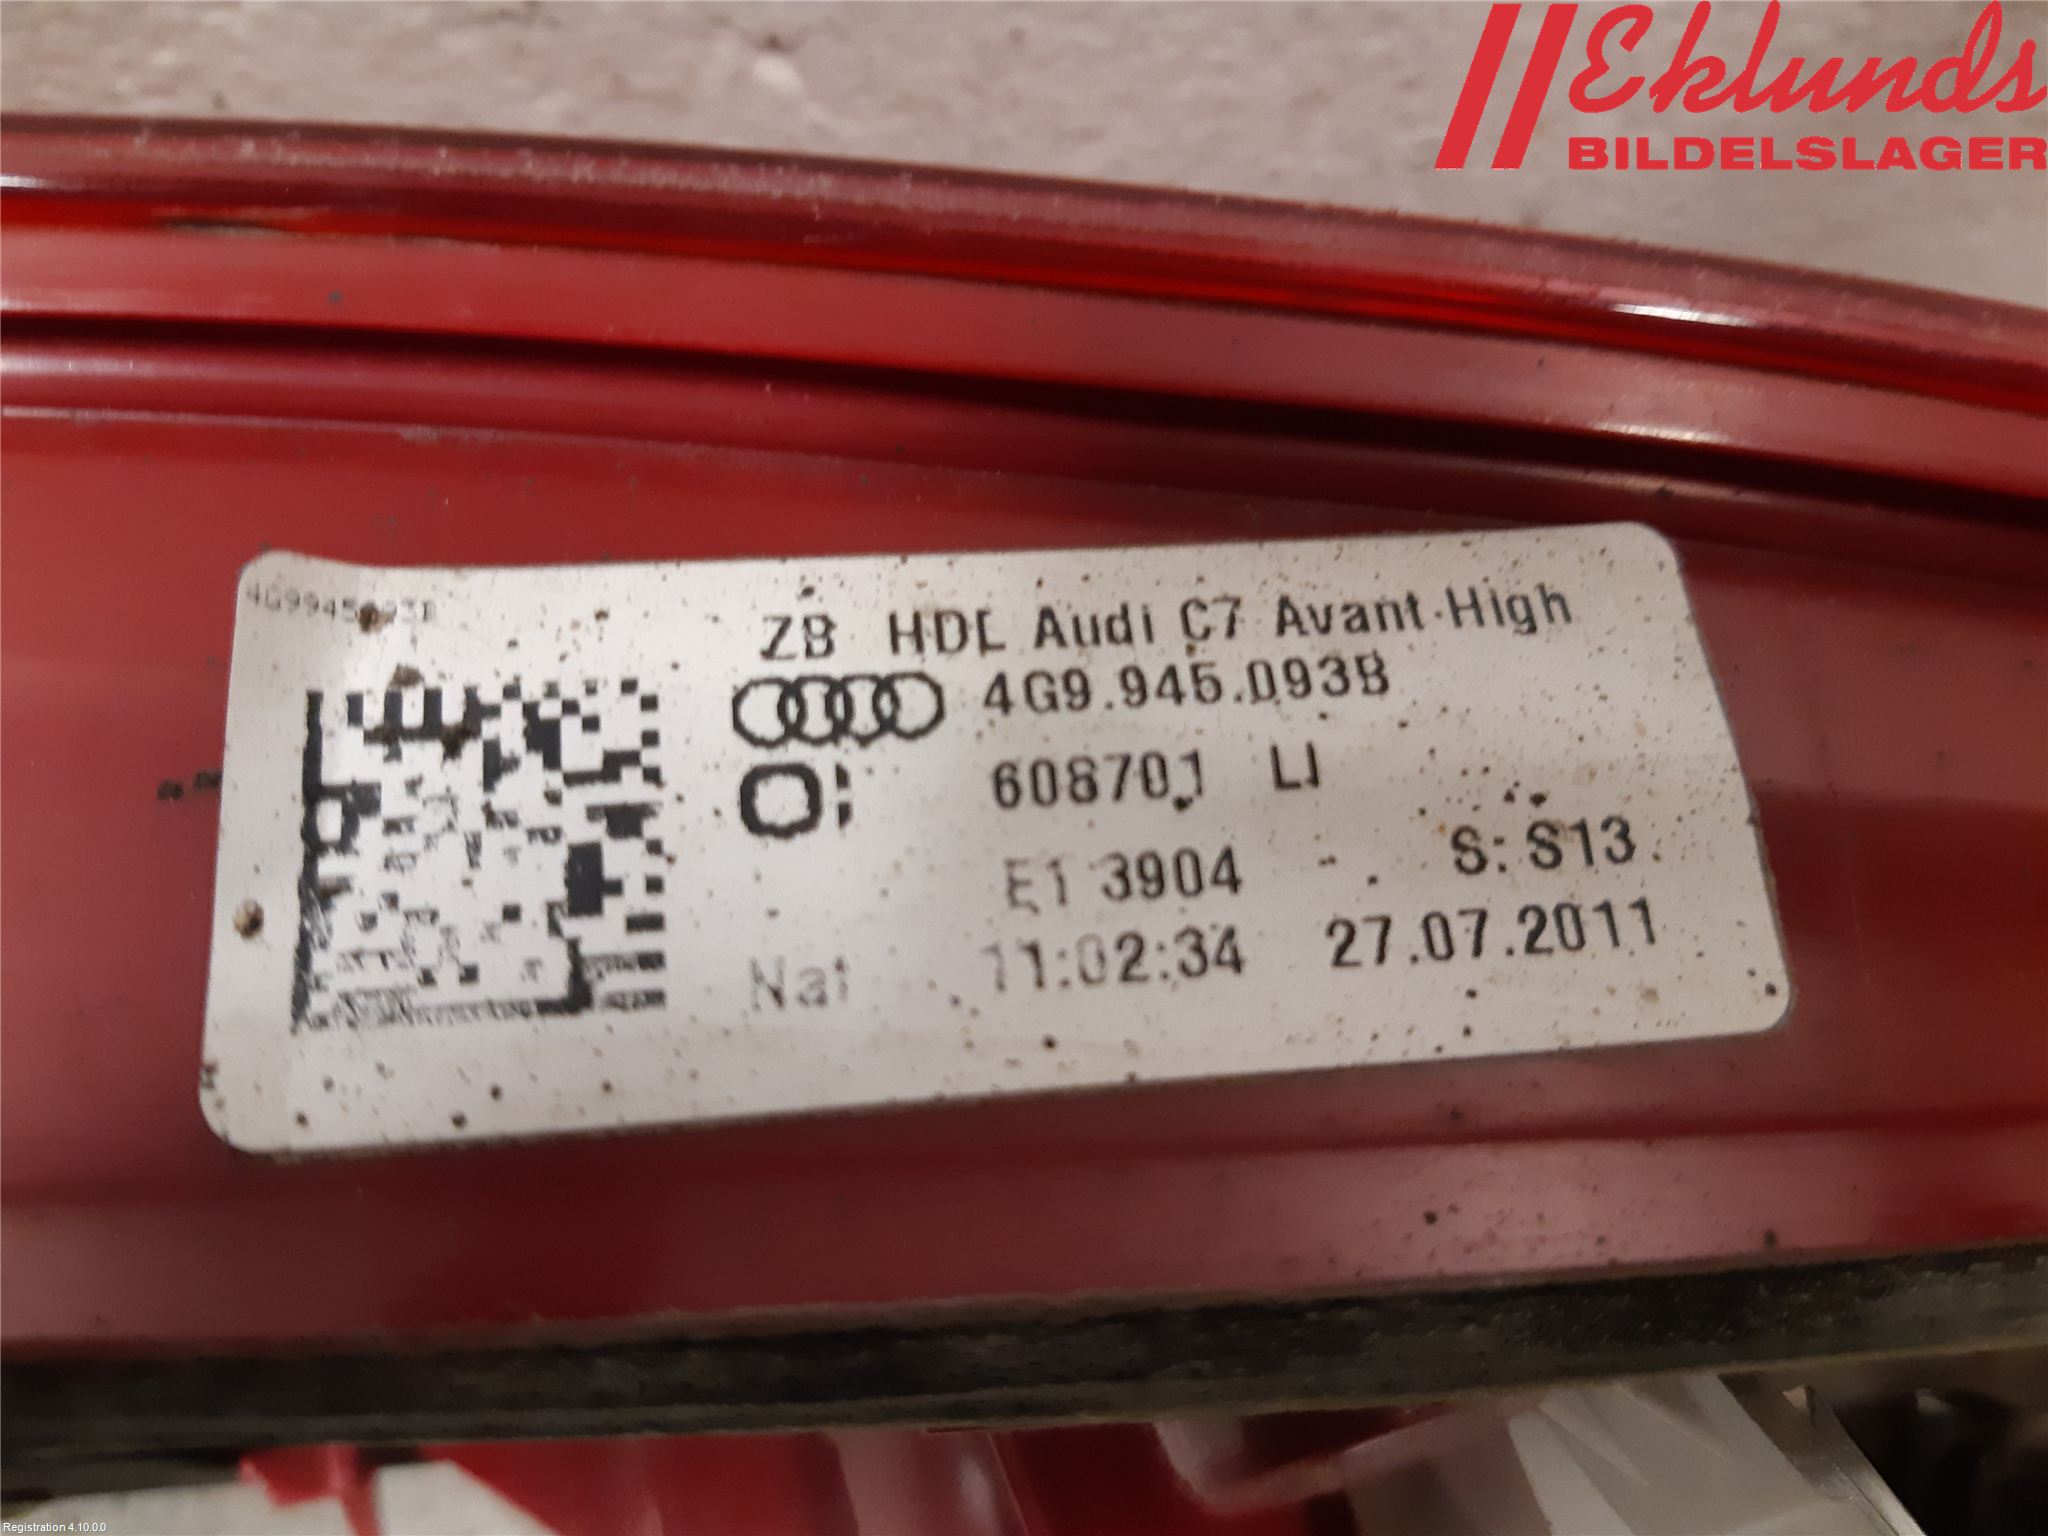 Eklunds
BILDELSLAGER
4G9945093B
ZB HDL Audi C7 Avant High
4G9.945.093B
608701 LI
E1 3904 S: S13
11:02:34 27.07.2011
Registration 4.10.0.0